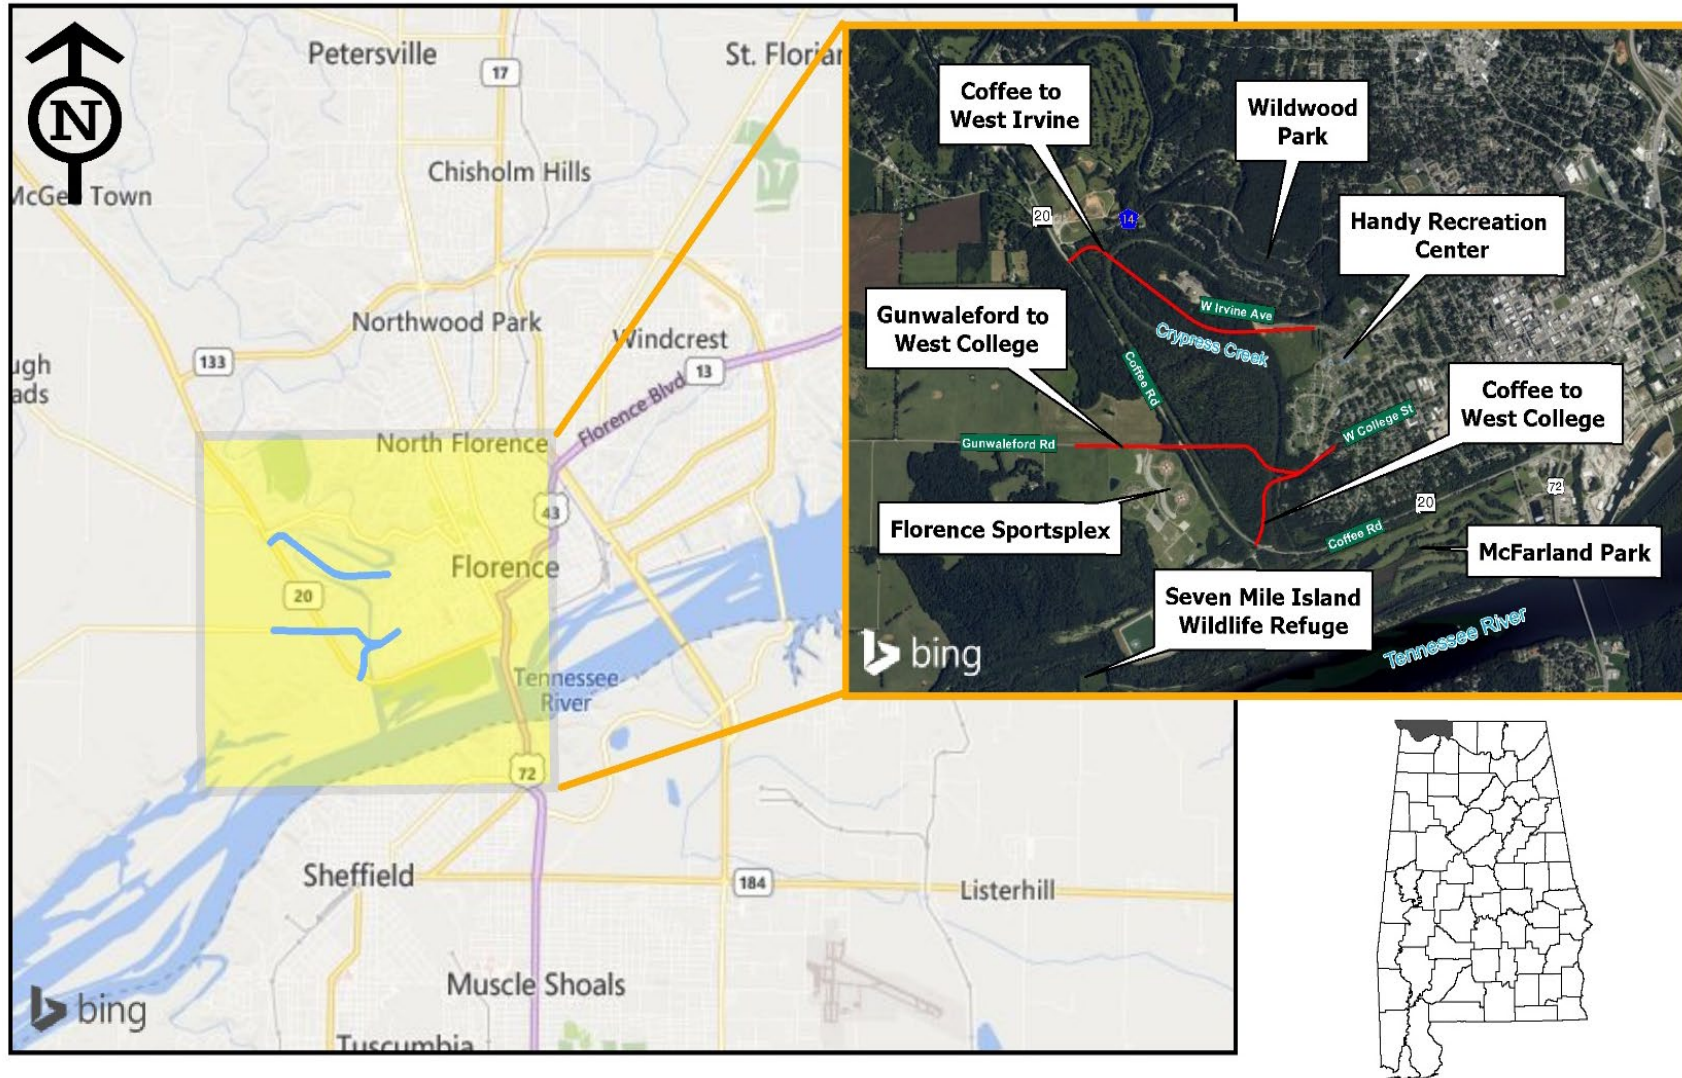 N
Petersville
17
St. Florian
McGee Town
Chisholm Hills
Northwood Park
Windcrest
133
13
ugh
ads
Florence Blvd
North Florence
43
Florence
20
Tennessee
River
72
Sheffield
184
Listerhill
Muscle Shoals
Tuscumbia
bing
Coffee to
West Irvine
Wildwood
Park
20
14
Handy Recreation
Center
Gunwaleford to
West College
W Irvine Ave
Crypress Creek
Coffee Rd
Coffee to
West College
W College St
Gunwaleford Rd
72
20
Florence Sportsplex
Coffee Rd
McFarland Park
Seven Mile Island
Wildlife Refuge
Tennessee River
bing